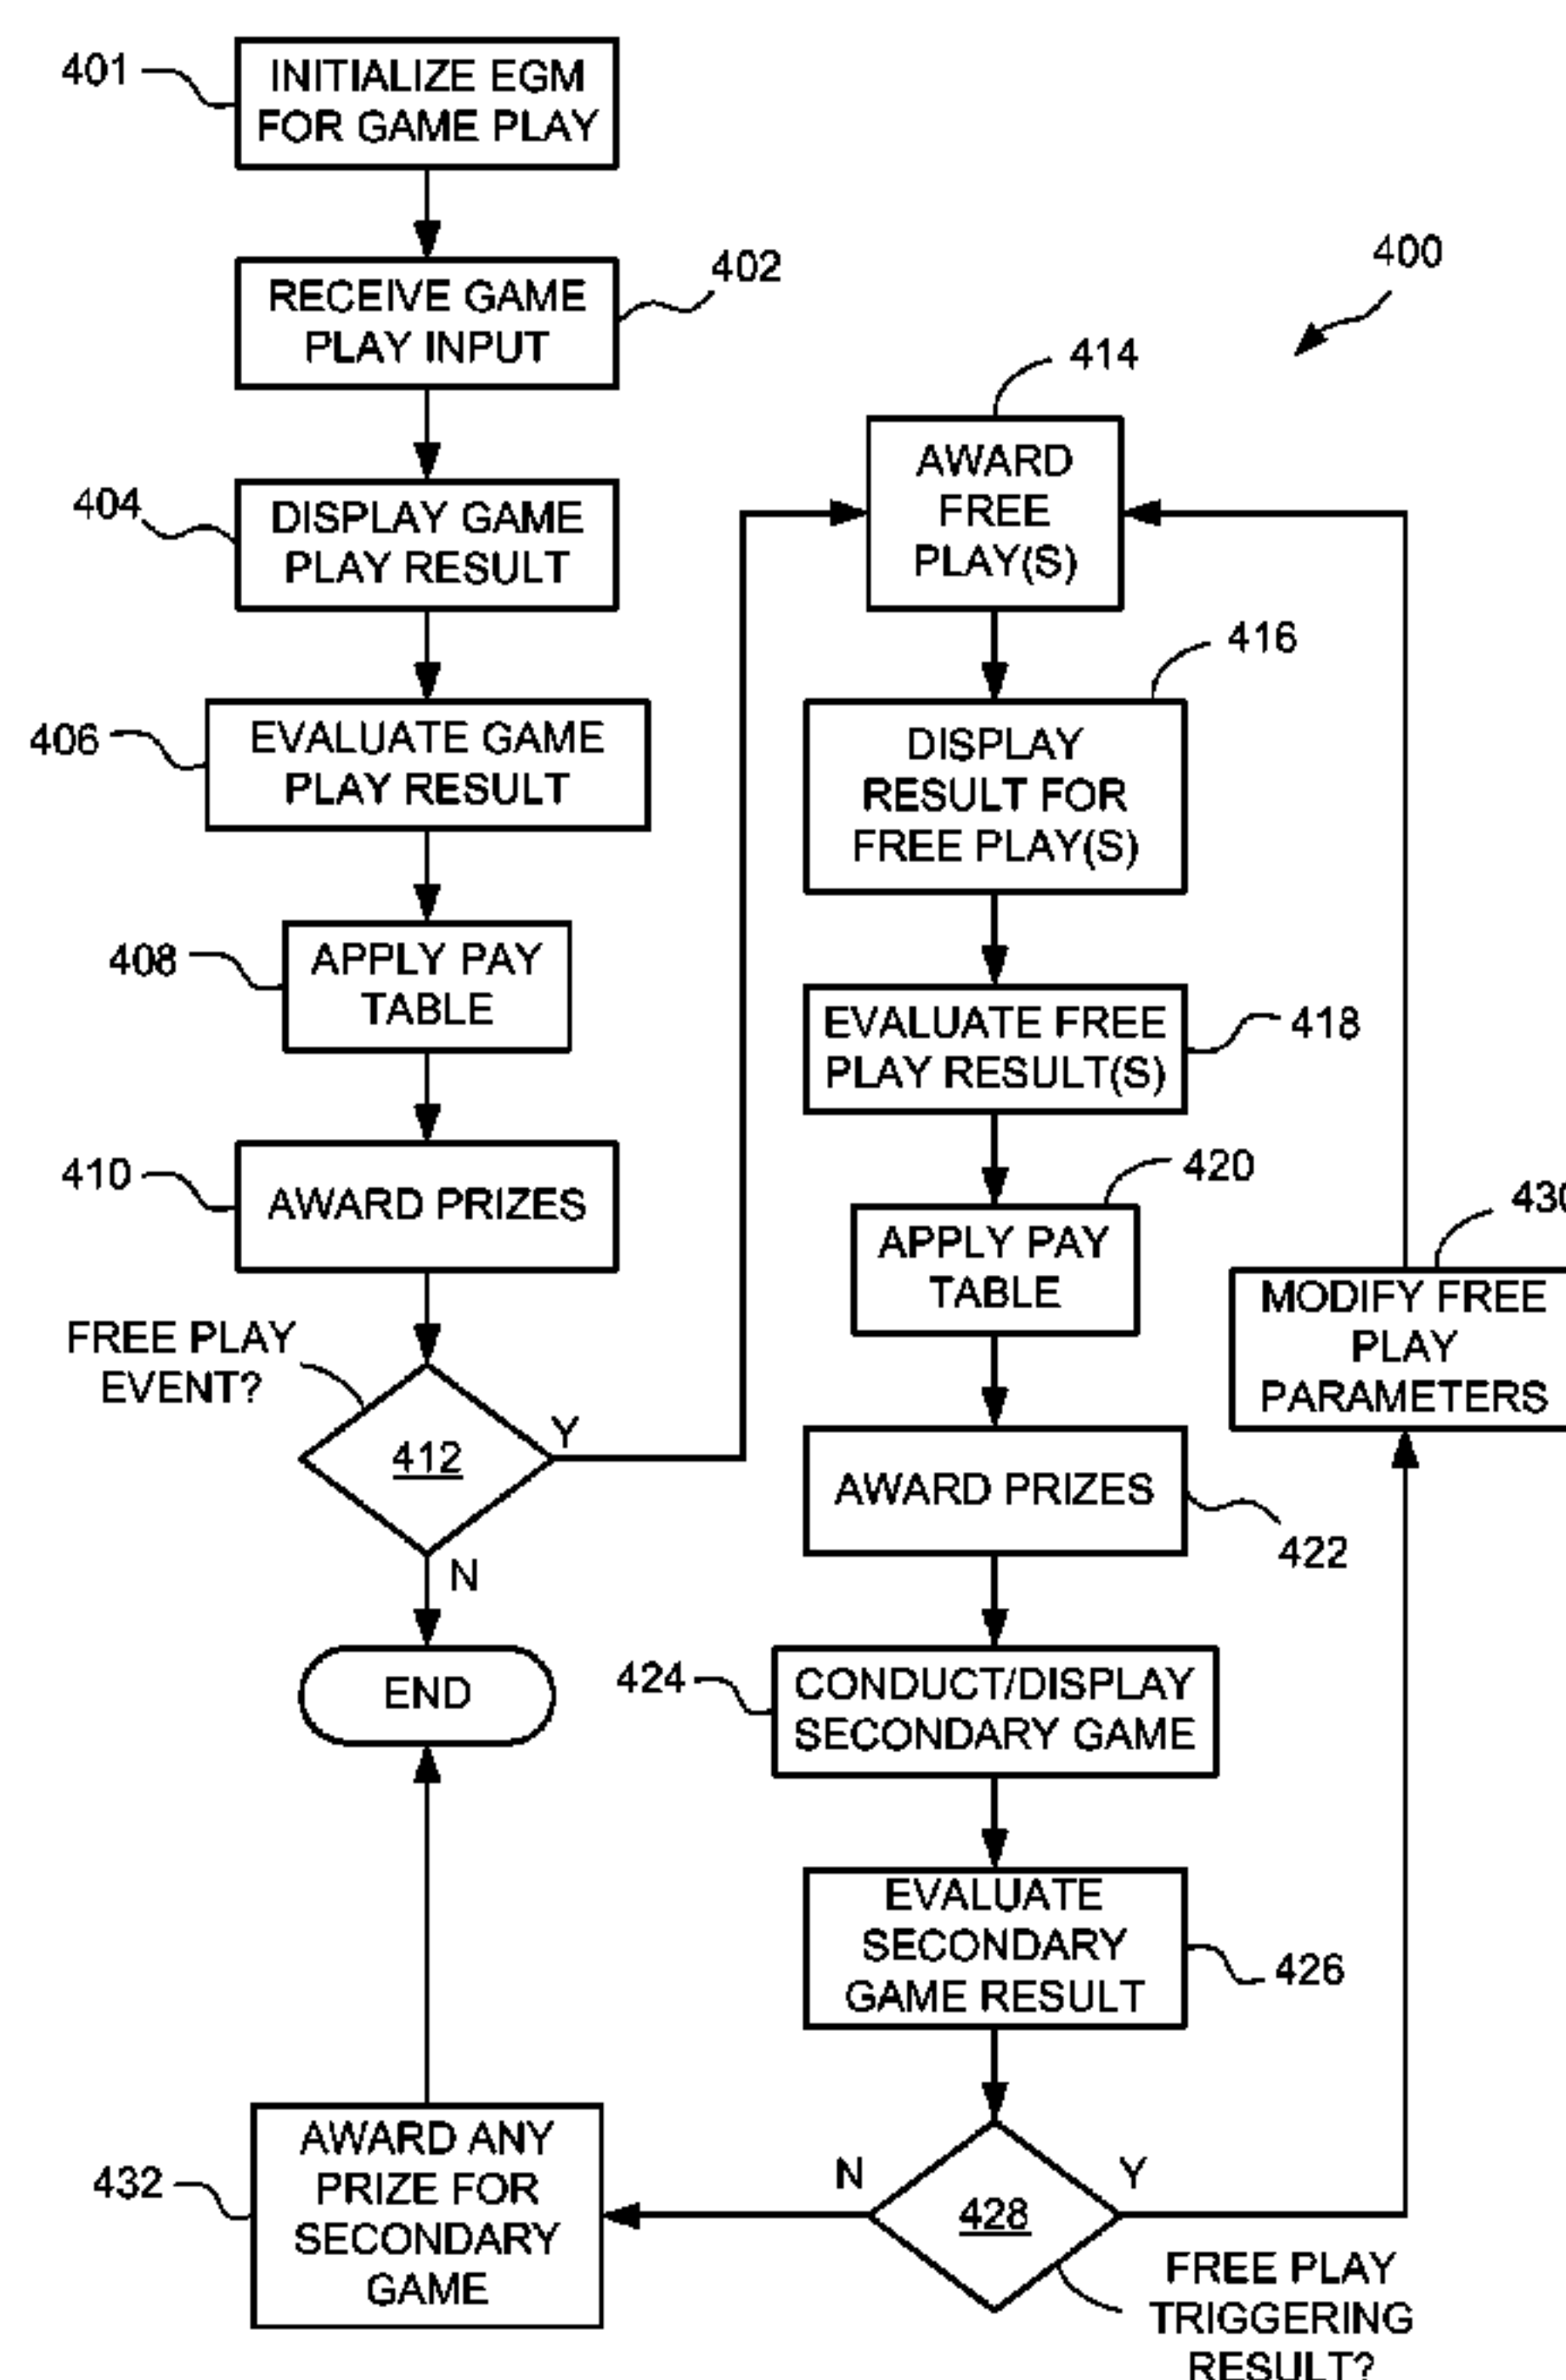 401
INITIALIZE EGM
FOR GAME PLAY
402
RECEIVE GAME
PLAY INPUT
404
DISPLAY GAME
PLAY RESULT
406
EVALUATE GAME
PLAY RESULT
408
APPLY PAY
TABLE
410
AWARD PRIZES
FREE PLAY
EVENT?
412
Y
N
END
400
414
AWARD
FREE
PLAY(S)
416
DISPLAY
RESULT FOR
FREE PLAY(S)
418
EVALUATE FREE
PLAY RESULT(S)
420
APPLY PAY
TABLE
422
AWARD PRIZES
424
CONDUCT/DISPLAY
SECONDARY GAME
426
EVALUATE
SECONDARY
GAME RESULT
428
N
Y
FREE PLAY
TRIGGERING
RESULT?
430
MODIFY FREE
PLAY
PARAMETERS
432
AWARD ANY
PRIZE FOR
SECONDARY
GAME